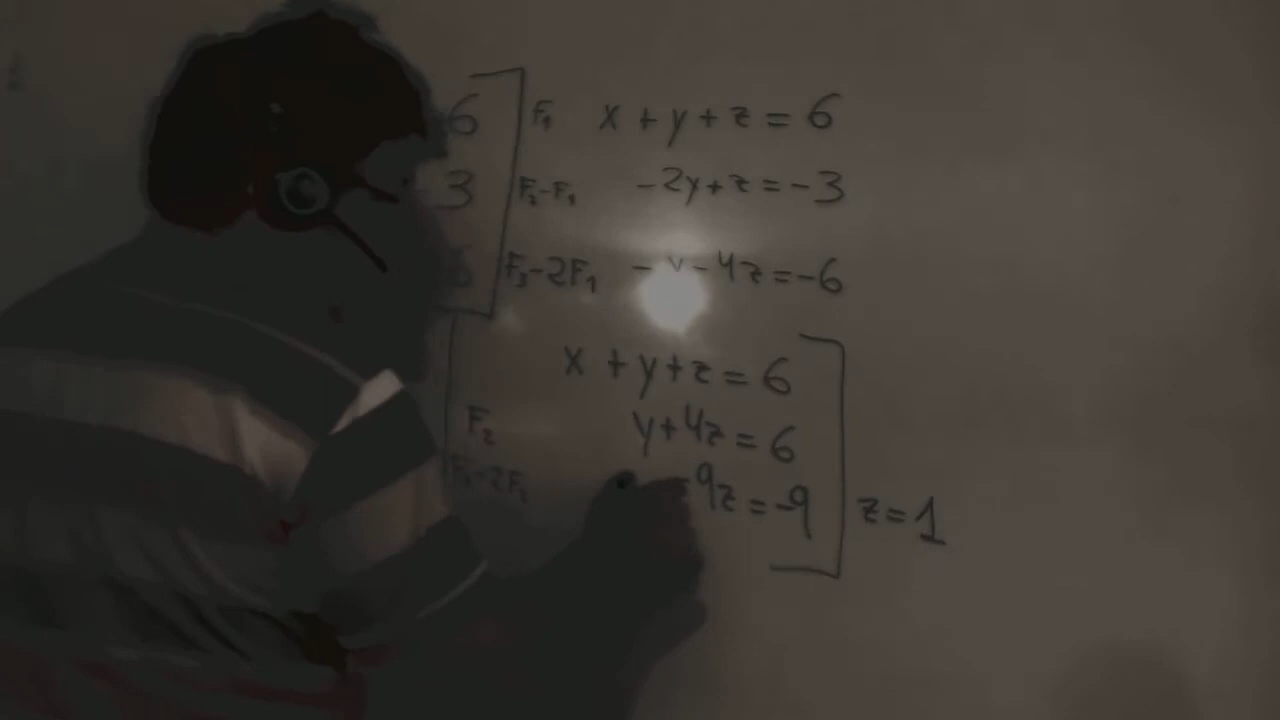 6 F₁ x + y + z = 6
-3 F₂-F₁ -2y + z = -3
6 F₃-2F₁ -y - 4z = -6
x + y + z = 6
F₂ y + 4z = 6
-9z = -9 z = 1